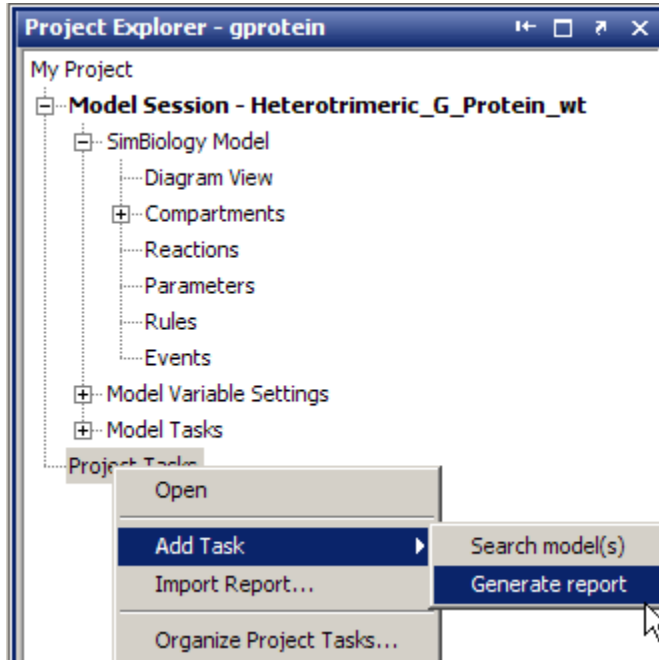 Project Explorer - gprotein
My Project
Model Session - Heterotrimeric_G_Protein_wt
SimBiology Model
Diagram View
Compartments
Reactions
Parameters
Rules
Events
Model Variable Settings
Model Tasks
Project Tasks
Open
Add Task
Search model(s)
Import Report...
Generate report
Organize Project Tasks...